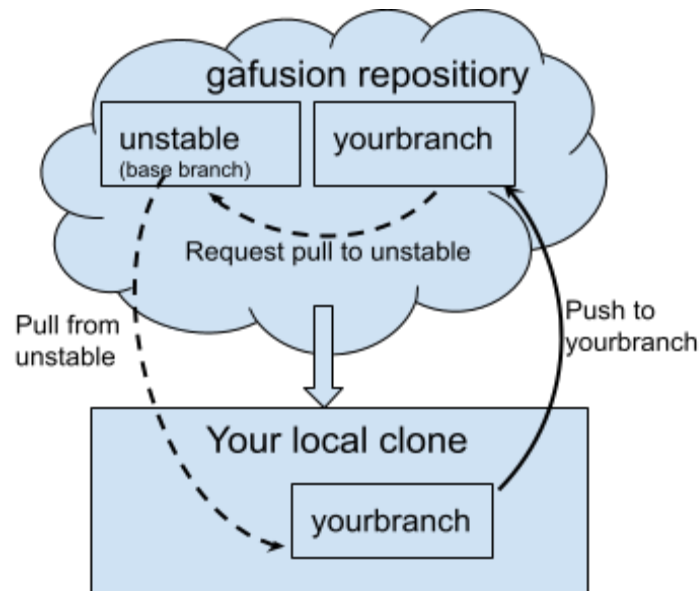 gafusion repositiory
unstable
(base branch)
yourbranch
Request pull to unstable
Pull from
unstable
Push to
yourbranch
Your local clone
yourbranch